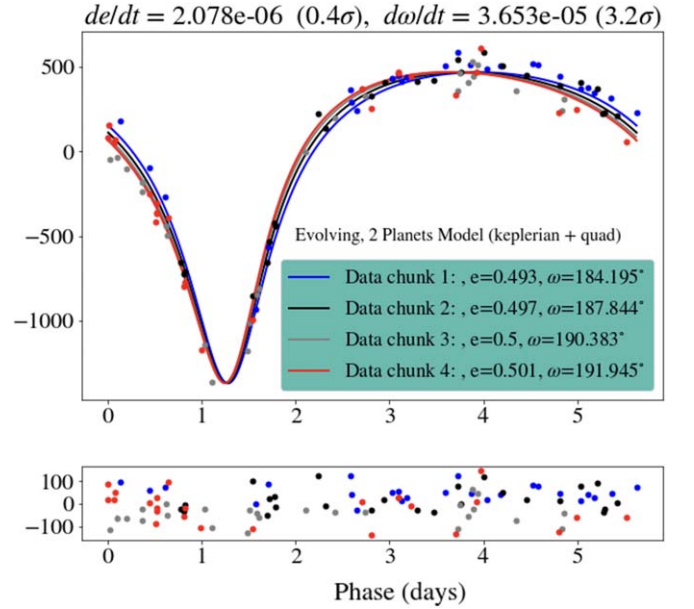 de/dt = 2.078e-06 (0.4σ), dω/dt = 3.653e-05 (3.2σ)
500
0
−500
−1000
Evolving, 2 Planets Model (keplerian + quad)
Data chunk 1: , e=0.493, ω=184.195°
Data chunk 2: , e=0.497, ω=187.844°
Data chunk 3: , e=0.5, ω=190.383°
Data chunk 4: , e=0.501, ω=191.945°
0 1 2 3 4 5
100
0
−100
0 1 2 3 4 5
Phase (days)